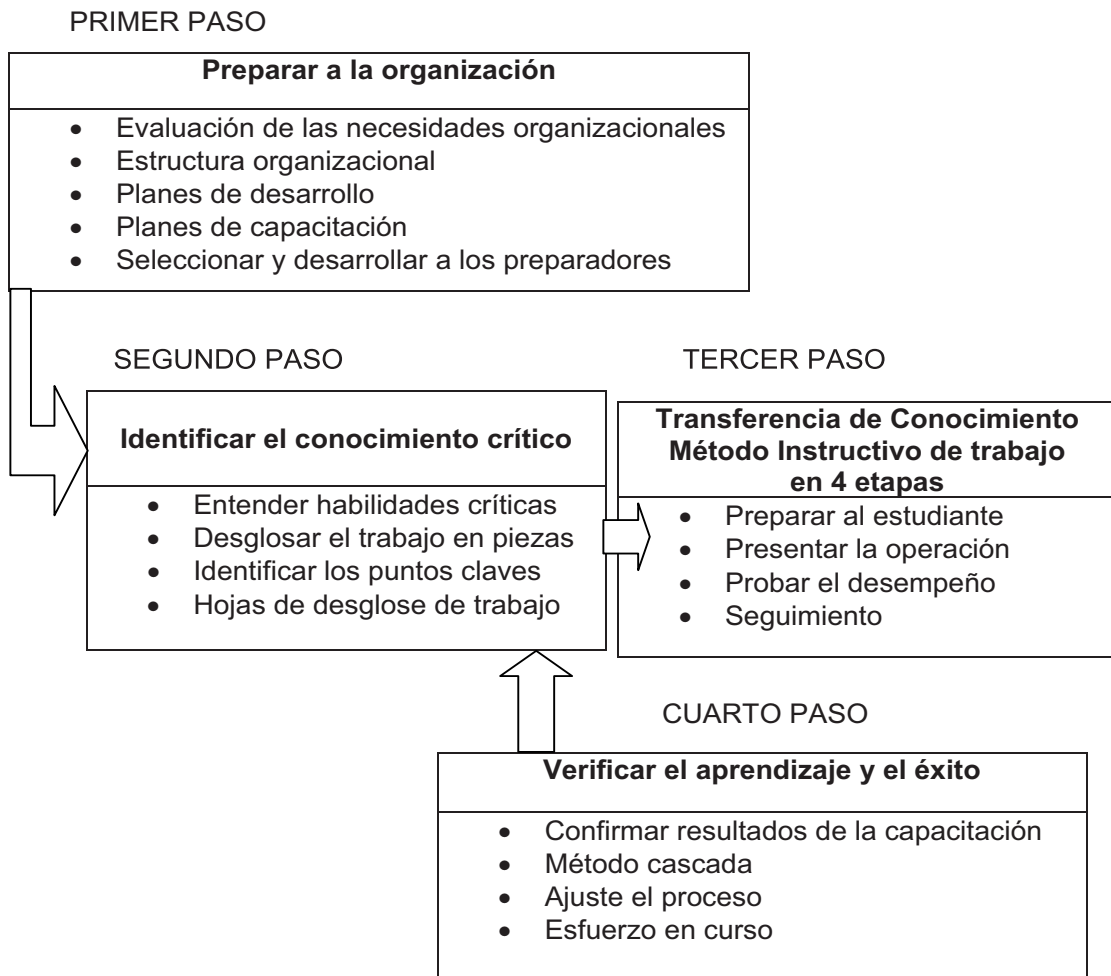 PRIMER PASO
Preparar a la organización
• Evaluación de las necesidades organizacionales
• Estructura organizacional
• Planes de desarrollo
• Planes de capacitación
• Seleccionar y desarrollar a los preparadores
SEGUNDO PASO
Identificar el conocimiento crítico
• Entender habilidades críticas
• Desglosar el trabajo en piezas
• Identificar los puntos claves
• Hojas de desglose de trabajo
TERCER PASO
Transferencia de Conocimiento
Método Instructivo de trabajo
en 4 etapas
• Preparar al estudiante
• Presentar la operación
• Probar el desempeño
• Seguimiento
CUARTO PASO
Verificar el aprendizaje y el éxito
• Confirmar resultados de la capacitación
• Método cascada
• Ajuste el proceso
• Esfuerzo en curso